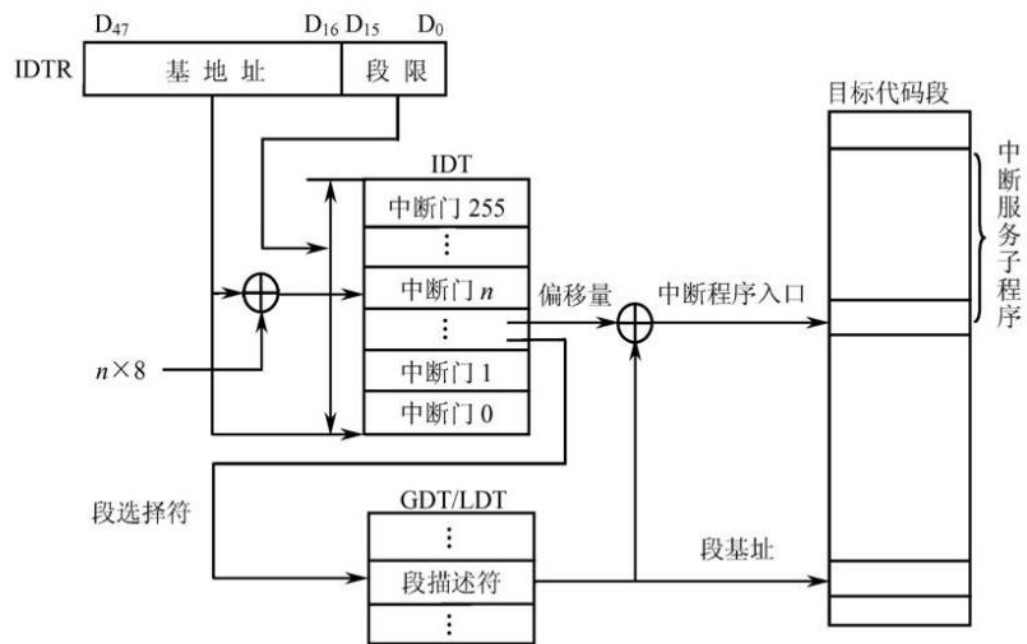 D₄₇ D₁₆ D₁₅ D₀
IDTR 基地址 段限
目标代码段
IDT
中断门 255
⋮
中断门 n
⋮
中断门 1
中断门 0
n×8
偏移量
中断程序入口
中断服务子程序
段选择符
GDT/LDT
⋮
段描述符
⋮
段基址